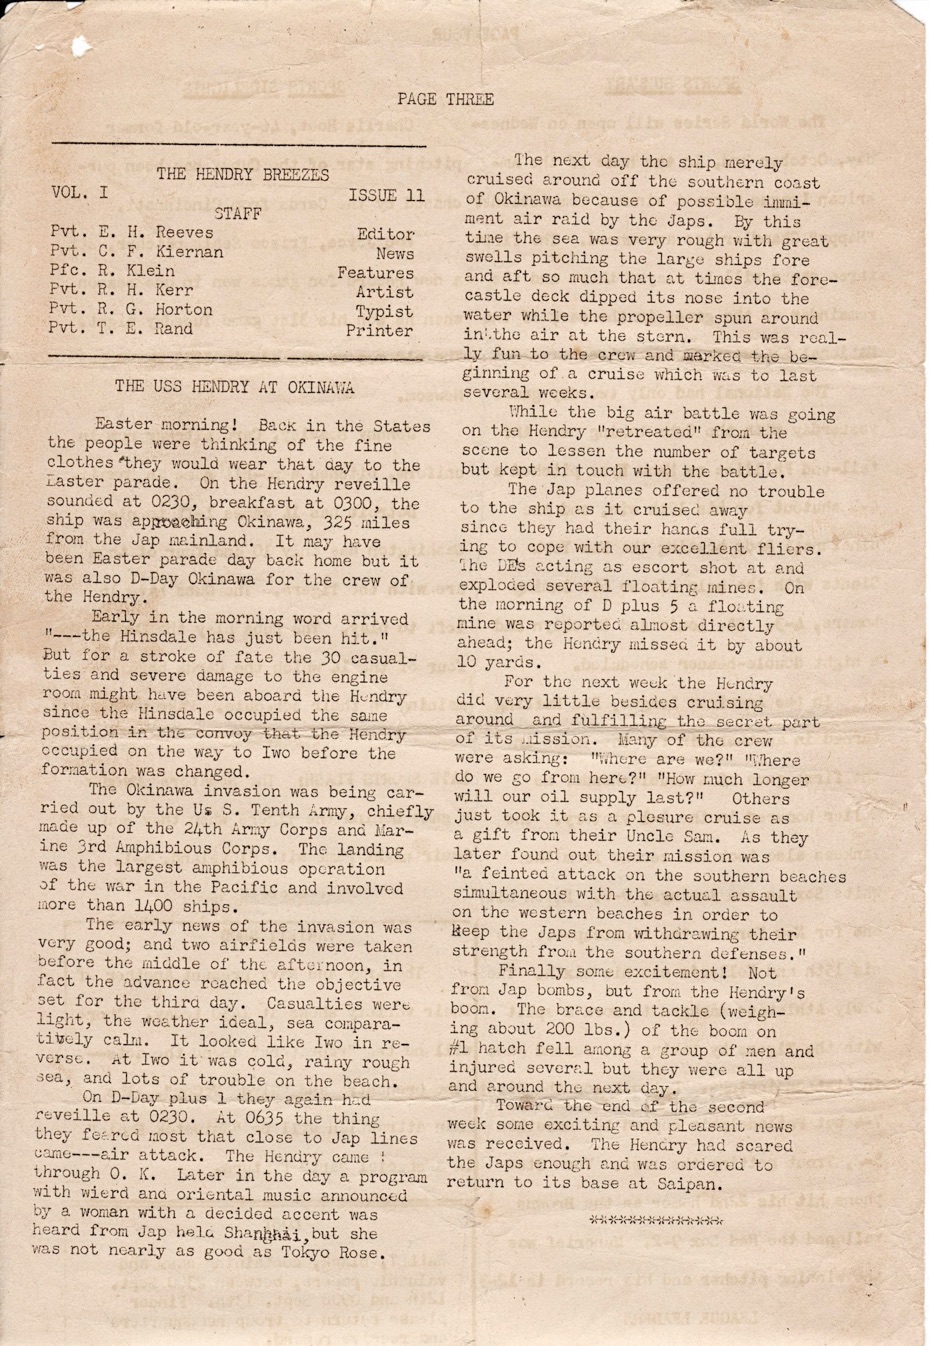 PAGE THREE
THE HENDRY BREEZES
VOL. I ISSUE 11
STAFF
Pvt. E. H. Reeves Editor
Pvt. C. F. Kiernan News
Pfc. R. Klein Features
Pvt. R. H. Kerr Artist
Pvt. R. G. Horton Typist
Pvt. T. E. Rand Printer
THE USS HENDRY AT OKINAWA
Easter morning! Back in the States
the people were thinking of the fine
clothes they would wear that day to the
Easter parade. On the Hendry reveille
sounded at 0230, breakfast at 0300, the
ship was approaching Okinawa, 325 miles
from the Jap mainland. It may have
been Easter parade day back home but it
was also D-Day Okinawa for the crew of
the Hendry.
Early in the morning word arrived
"---the Hinsdale has just been hit."
But for a stroke of fate the 30 casual-
ties and severe damage to the engine
room might have been aboard the Hendry
since the Hinsdale occupied the same
position in the convoy that the Hendry
occupied on the way to Iwo before the
formation was changed.
The Okinawa invasion was being car-
ried out by the U. S. Tenth Army, chiefly
made up of the 24th Army Corps and Mar-
ine 3rd Amphibious Corps. The landing
was the largest amphibious operation
of the war in the Pacific and involved
more than 1400 ships.
The early news of the invasion was
very good; and two airfields were taken
before the middle of the afternoon, in
fact the advance reached the objective
set for the third day. Casualties were
light, the weather ideal, sea compara-
tively calm. It looked like Iwo in re-
verse. At Iwo it was cold, rainy rough
sea, and lots of trouble on the beach.
On D-Day plus 1 they again had
reveille at 0230. At 0635 the thing
they feared most that close to Jap lines
came---air attack. The Hendry came
through O. K. Later in the day a program
with wierd and oriental music announced
by a woman with a decided accent was
heard from Jap held Shanghai, but she
was not nearly as good as Tokyo Rose.
The next day the ship merely
cruised around off the southern coast
of Okinawa because of possible immi-
ment air raid by the Japs. By this
time the sea was very rough with great
swells pitching the large ships fore
and aft so much that at times the fore-
castle deck dipped its nose into the
water while the propeller spun around
in the air at the stern. This was real-
ly fun to the crew and marked the be-
ginning of a cruise which was to last
several weeks.
While the big air battle was going
on the Hendry "retreated" from the
scene to lessen the number of targets
but kept in touch with the battle.
The Jap planes offered no trouble
to the ship as it cruised away
since they had their hands full try-
ing to cope with our excellent fliers.
The DE's acting as escort shot at and
exploded several floating mines. On
the morning of D plus 5 a floating
mine was reported almost directly
ahead; the Hendry missed it by about
10 yards.
For the next week the Hendry
did very little besides cruising
around and fulfilling the secret part
of its mission. Many of the crew
were asking: "Where are we?" "Where
do we go from here?" "How much longer
will our oil supply last?" Others
just took it as a plesure cruise as
a gift from their Uncle Sam. As they
later found out their mission was
"a feinted attack on the southern beaches
simultaneous with the actual assault
on the western beaches in order to
keep the Japs from withdrawing their
strength from the southern defenses."
Finally some excitement! Not
from Jap bombs, but from the Hendry's
boom. The brace and tackle (weigh-
ing about 200 lbs.) of the boom on
#1 hatch fell among a group of men and
injured several but they were all up
and around the next day.
Toward the end of the second
week some exciting and pleasant news
was received. The Hendry had scared
the Japs enough and was ordered to
return to its base at Saipan.
*************